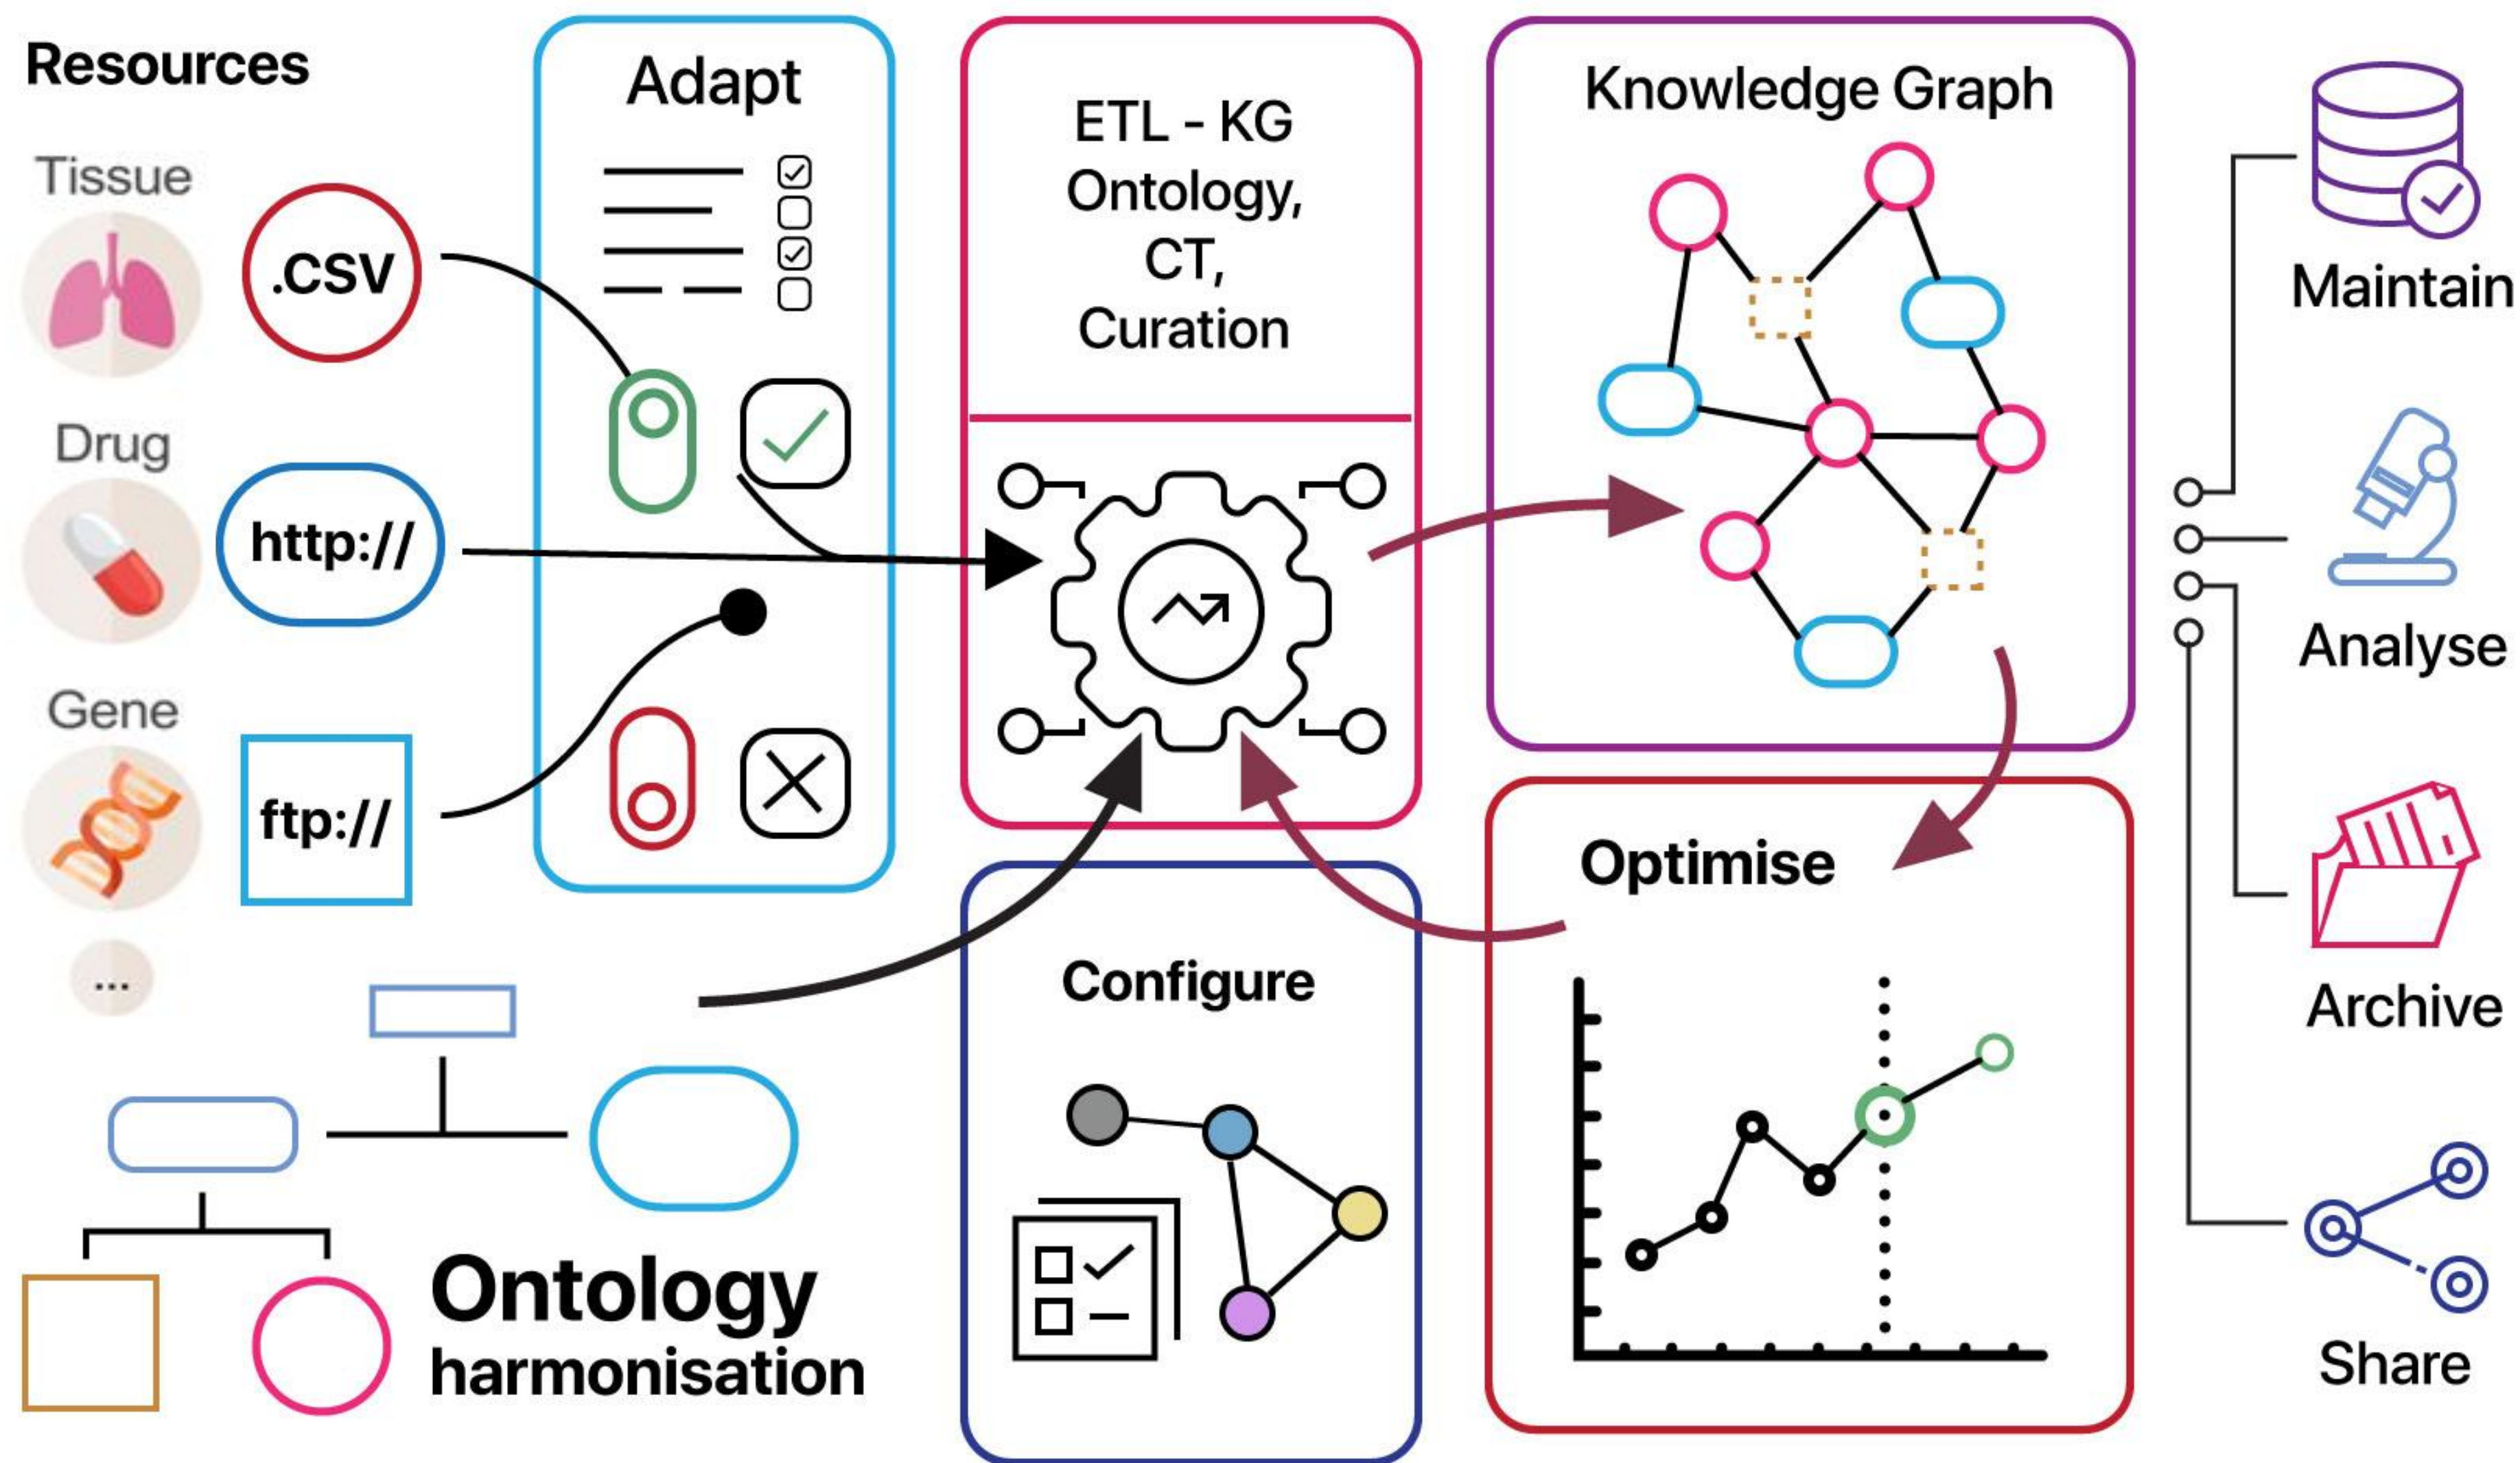 Resources
Tissue
.CSV
Drug
http://
Gene
ftp://
...
Adapt
ETL - KG
Ontology,
CT,
Curation
Knowledge Graph
Maintain
Analyse
Archive
Share
Optimise
Configure
Ontology
harmonisation